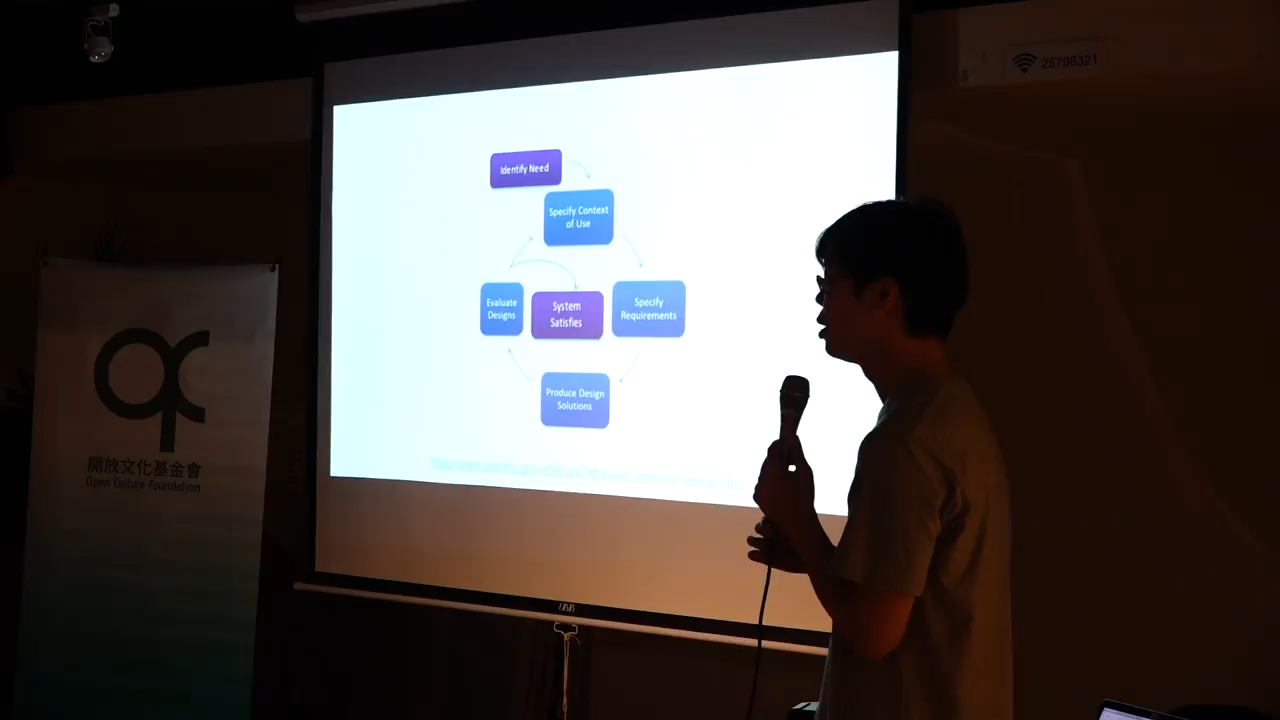 25798321
Identify Need
Specify Context
of Use
Evaluate
Designs
System
Satisfies
Specify
Requirements
Produce Design
Solutions
開放文化基金會
Open Culture Foundation